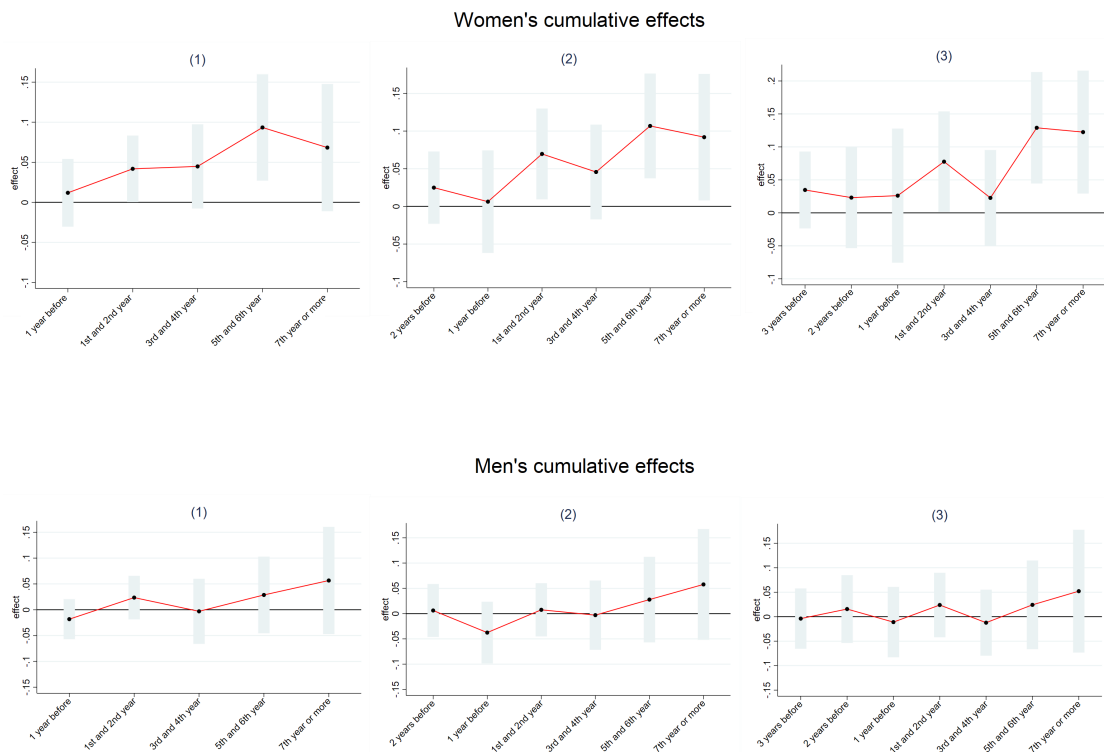 Women's cumulative effects
(1)
effect
.15
.1
.05
0
-.05
-.1
1 year before
1st and 2nd year
3rd and 4th year
5th and 6th year
7th year or more
(2)
effect
.15
.1
.05
0
-.05
-.1
2 years before
1 year before
1st and 2nd year
3rd and 4th year
5th and 6th year
7th year or more
(3)
effect
.2
.15
.1
.05
0
-.05
-.1
3 years before
2 years before
1 year before
1st and 2nd year
3rd and 4th year
5th and 6th year
7th year or more
Men's cumulative effects
(1)
effect
.15
.1
.05
0
-.05
-.1
-.15
1 year before
1st and 2nd year
3rd and 4th year
5th and 6th year
7th year or more
(2)
effect
.15
.1
.05
0
-.05
-.1
-.15
2 years before
1 year before
1st and 2nd year
3rd and 4th year
5th and 6th year
7th year or more
(3)
effect
.15
.1
.05
0
-.05
-.1
-.15
3 years before
2 years before
1 year before
1st and 2nd year
3rd and 4th year
5th and 6th year
7th year or more